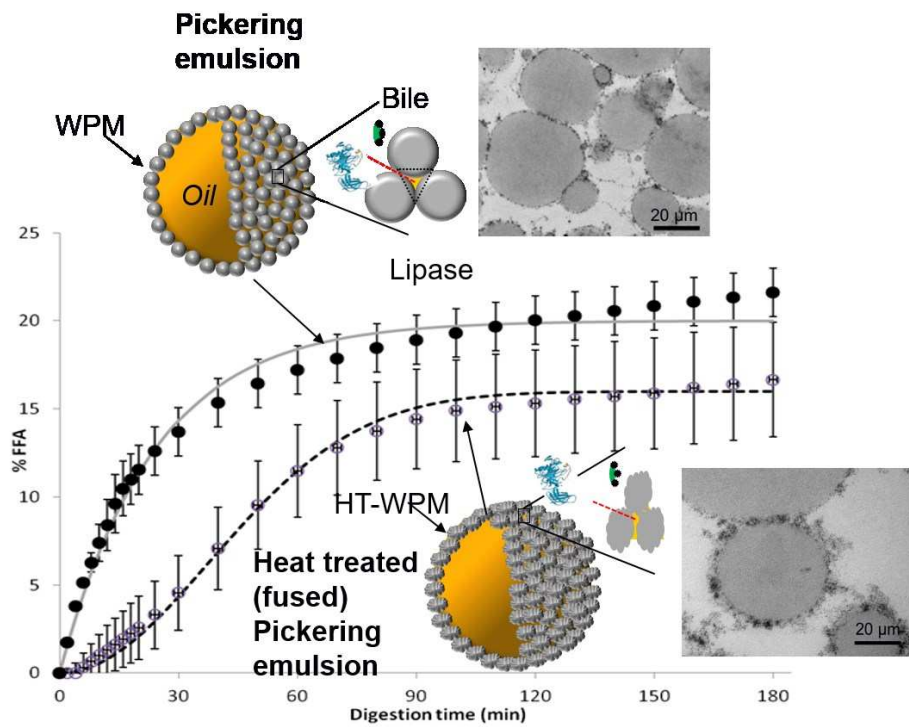 Pickering
emulsion
Bile
WPM
Oil
20 µm
Lipase
25
20
15
10
5
0
% FFA
HT-WPM
Heat treated
(fused)
Pickering
emulsion
20 µm
0
30
60
90
120
150
180
Digestion time (min)